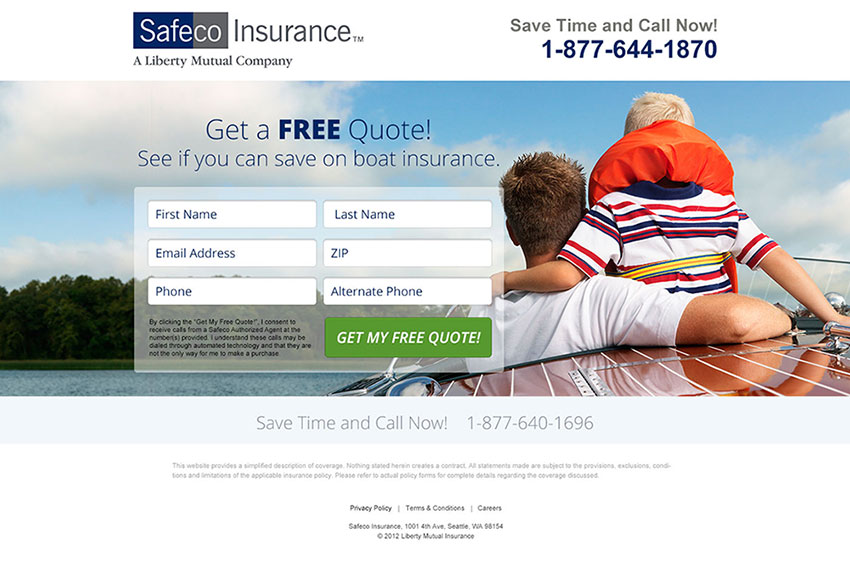 Safeco Insurance™
A Liberty Mutual Company
Save Time and Call Now!
1-877-644-1870
Get a FREE Quote!
See if you can save on boat insurance.
First Name
Last Name
Email Address
ZIP
Phone
Alternate Phone
By clicking the "Get My Free Quote!", I consent to
receive calls from a Safeco Authorized Agent at the
number(s) provided. I understand these calls may be
dialed through automated technology and that they are
not the only way for me to make a purchase.
GET MY FREE QUOTE!
Save Time and Call Now! 1-877-640-1696
This website provides a simplified description of coverage. Nothing stated herein creates a contract. All statements made are subject to the provisions, exclusions, condi-
tions and limitations of the applicable insurance policy. Please refer to actual policy forms for complete details regarding the coverage discussed.
Privacy Policy | Terms & Conditions | Careers
Safeco Insurance, 1001 4th Ave, Seattle, WA 98154
© 2012 Liberty Mutual Insurance